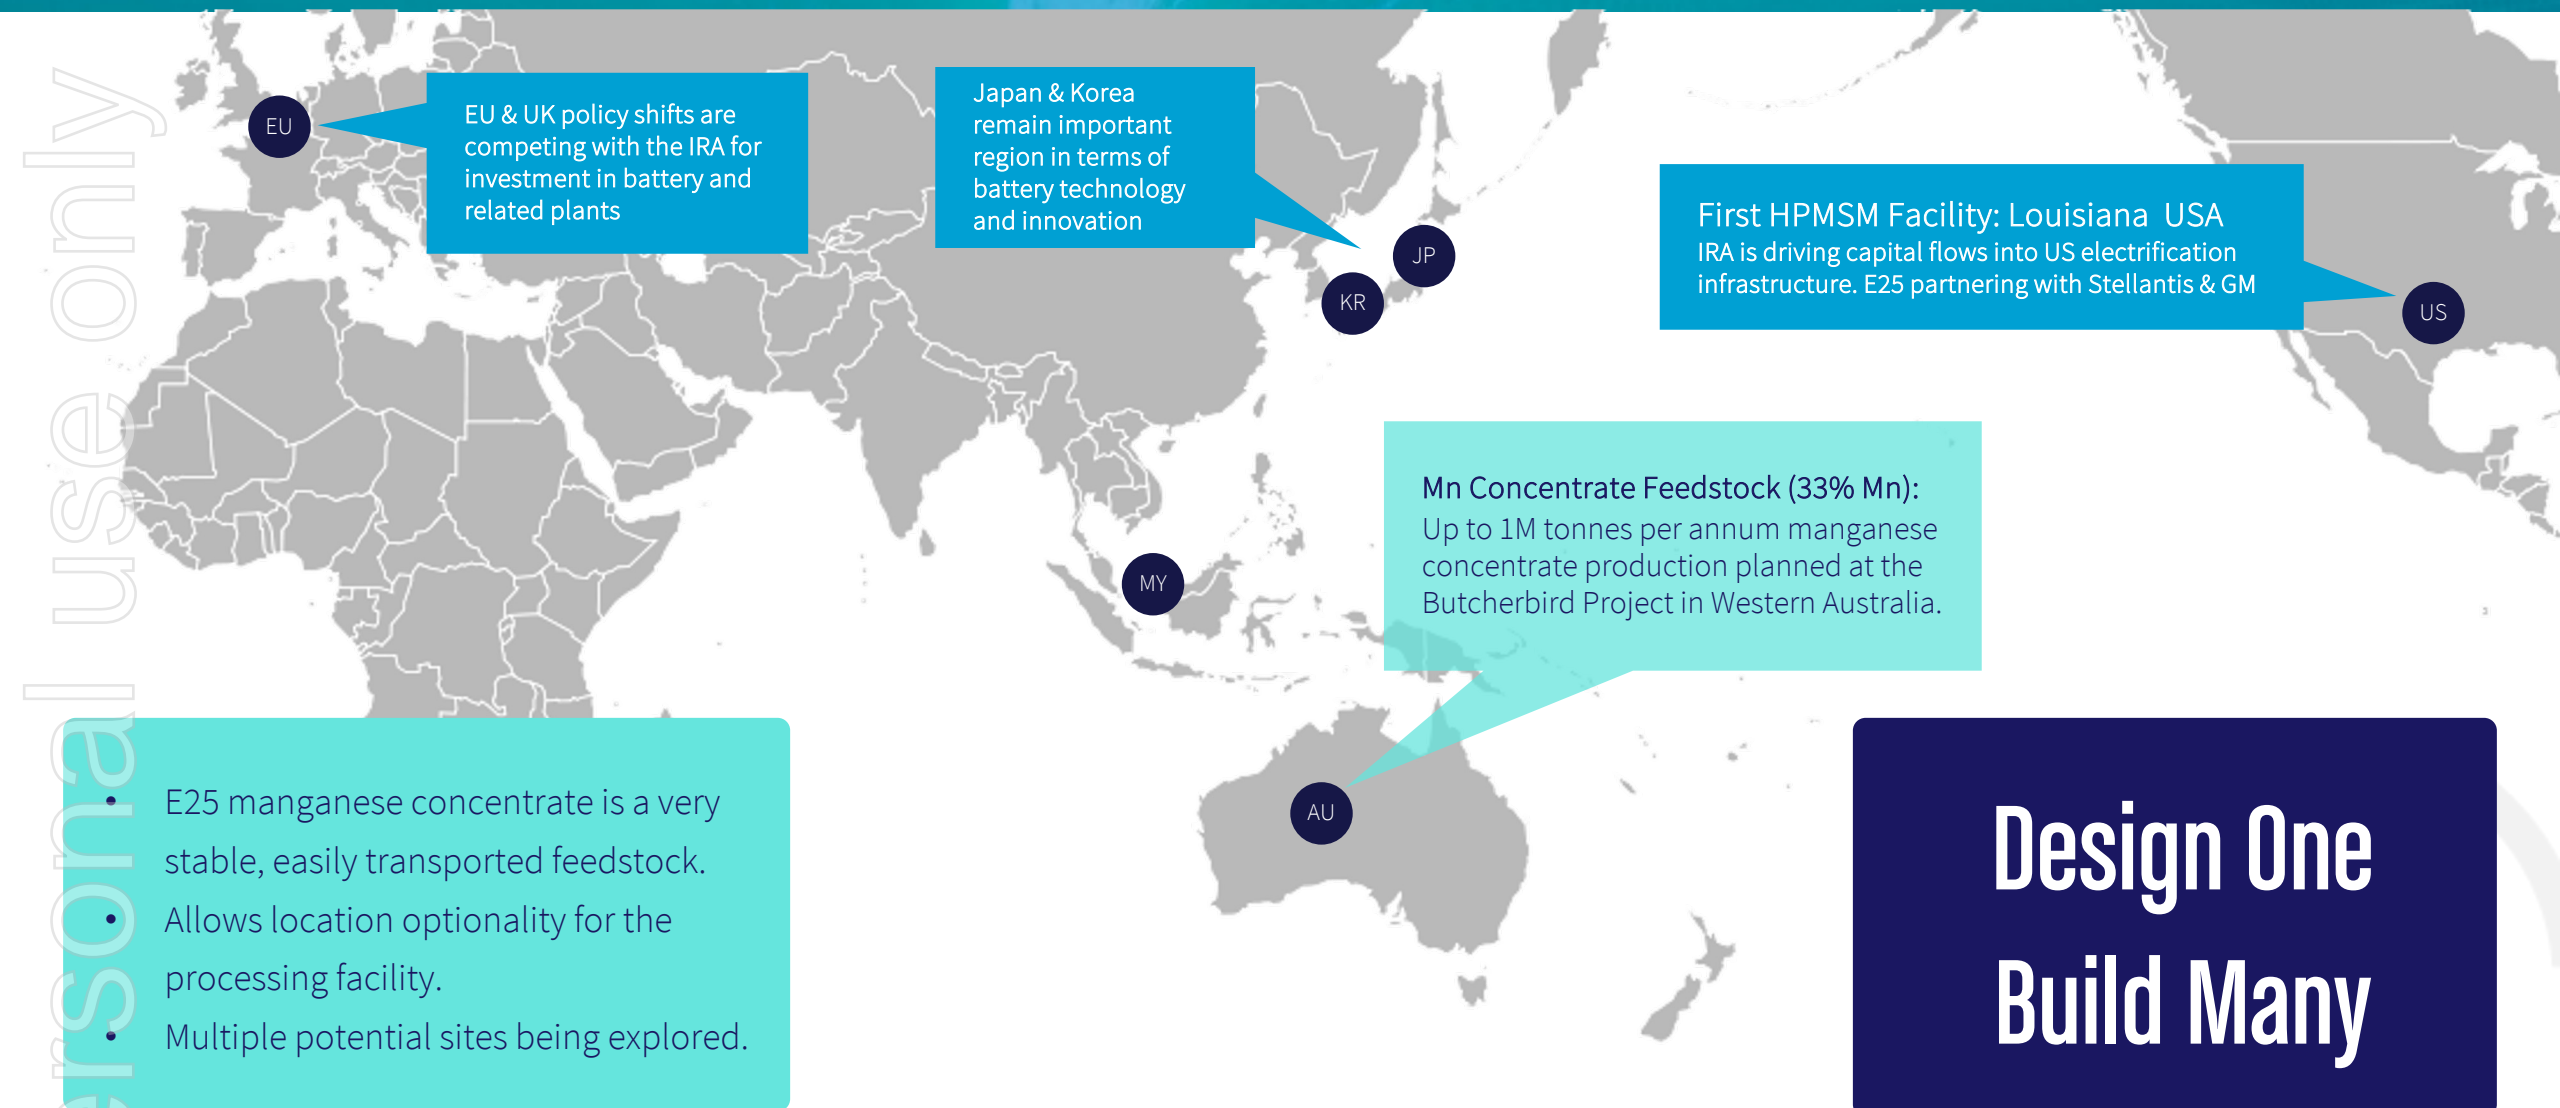 EU
EU & UK policy shifts are
competing with the IRA for
investment in battery and
related plants
Japan & Korea
remain important
region in terms of
battery technology
and innovation
JP
KR
First HPMSM Facility: Louisiana USA
IRA is driving capital flows into US electrification
infrastructure. E25 partnering with Stellantis & GM
US
Mn Concentrate Feedstock (33% Mn):
Up to 1M tonnes per annum manganese
concentrate production planned at the
Butcherbird Project in Western Australia.
MY
AU
• E25 manganese concentrate is a very
stable, easily transported feedstock.
• Allows location optionality for the
processing facility.
• Multiple potential sites being explored.
Design One
Build Many
ersonal use only